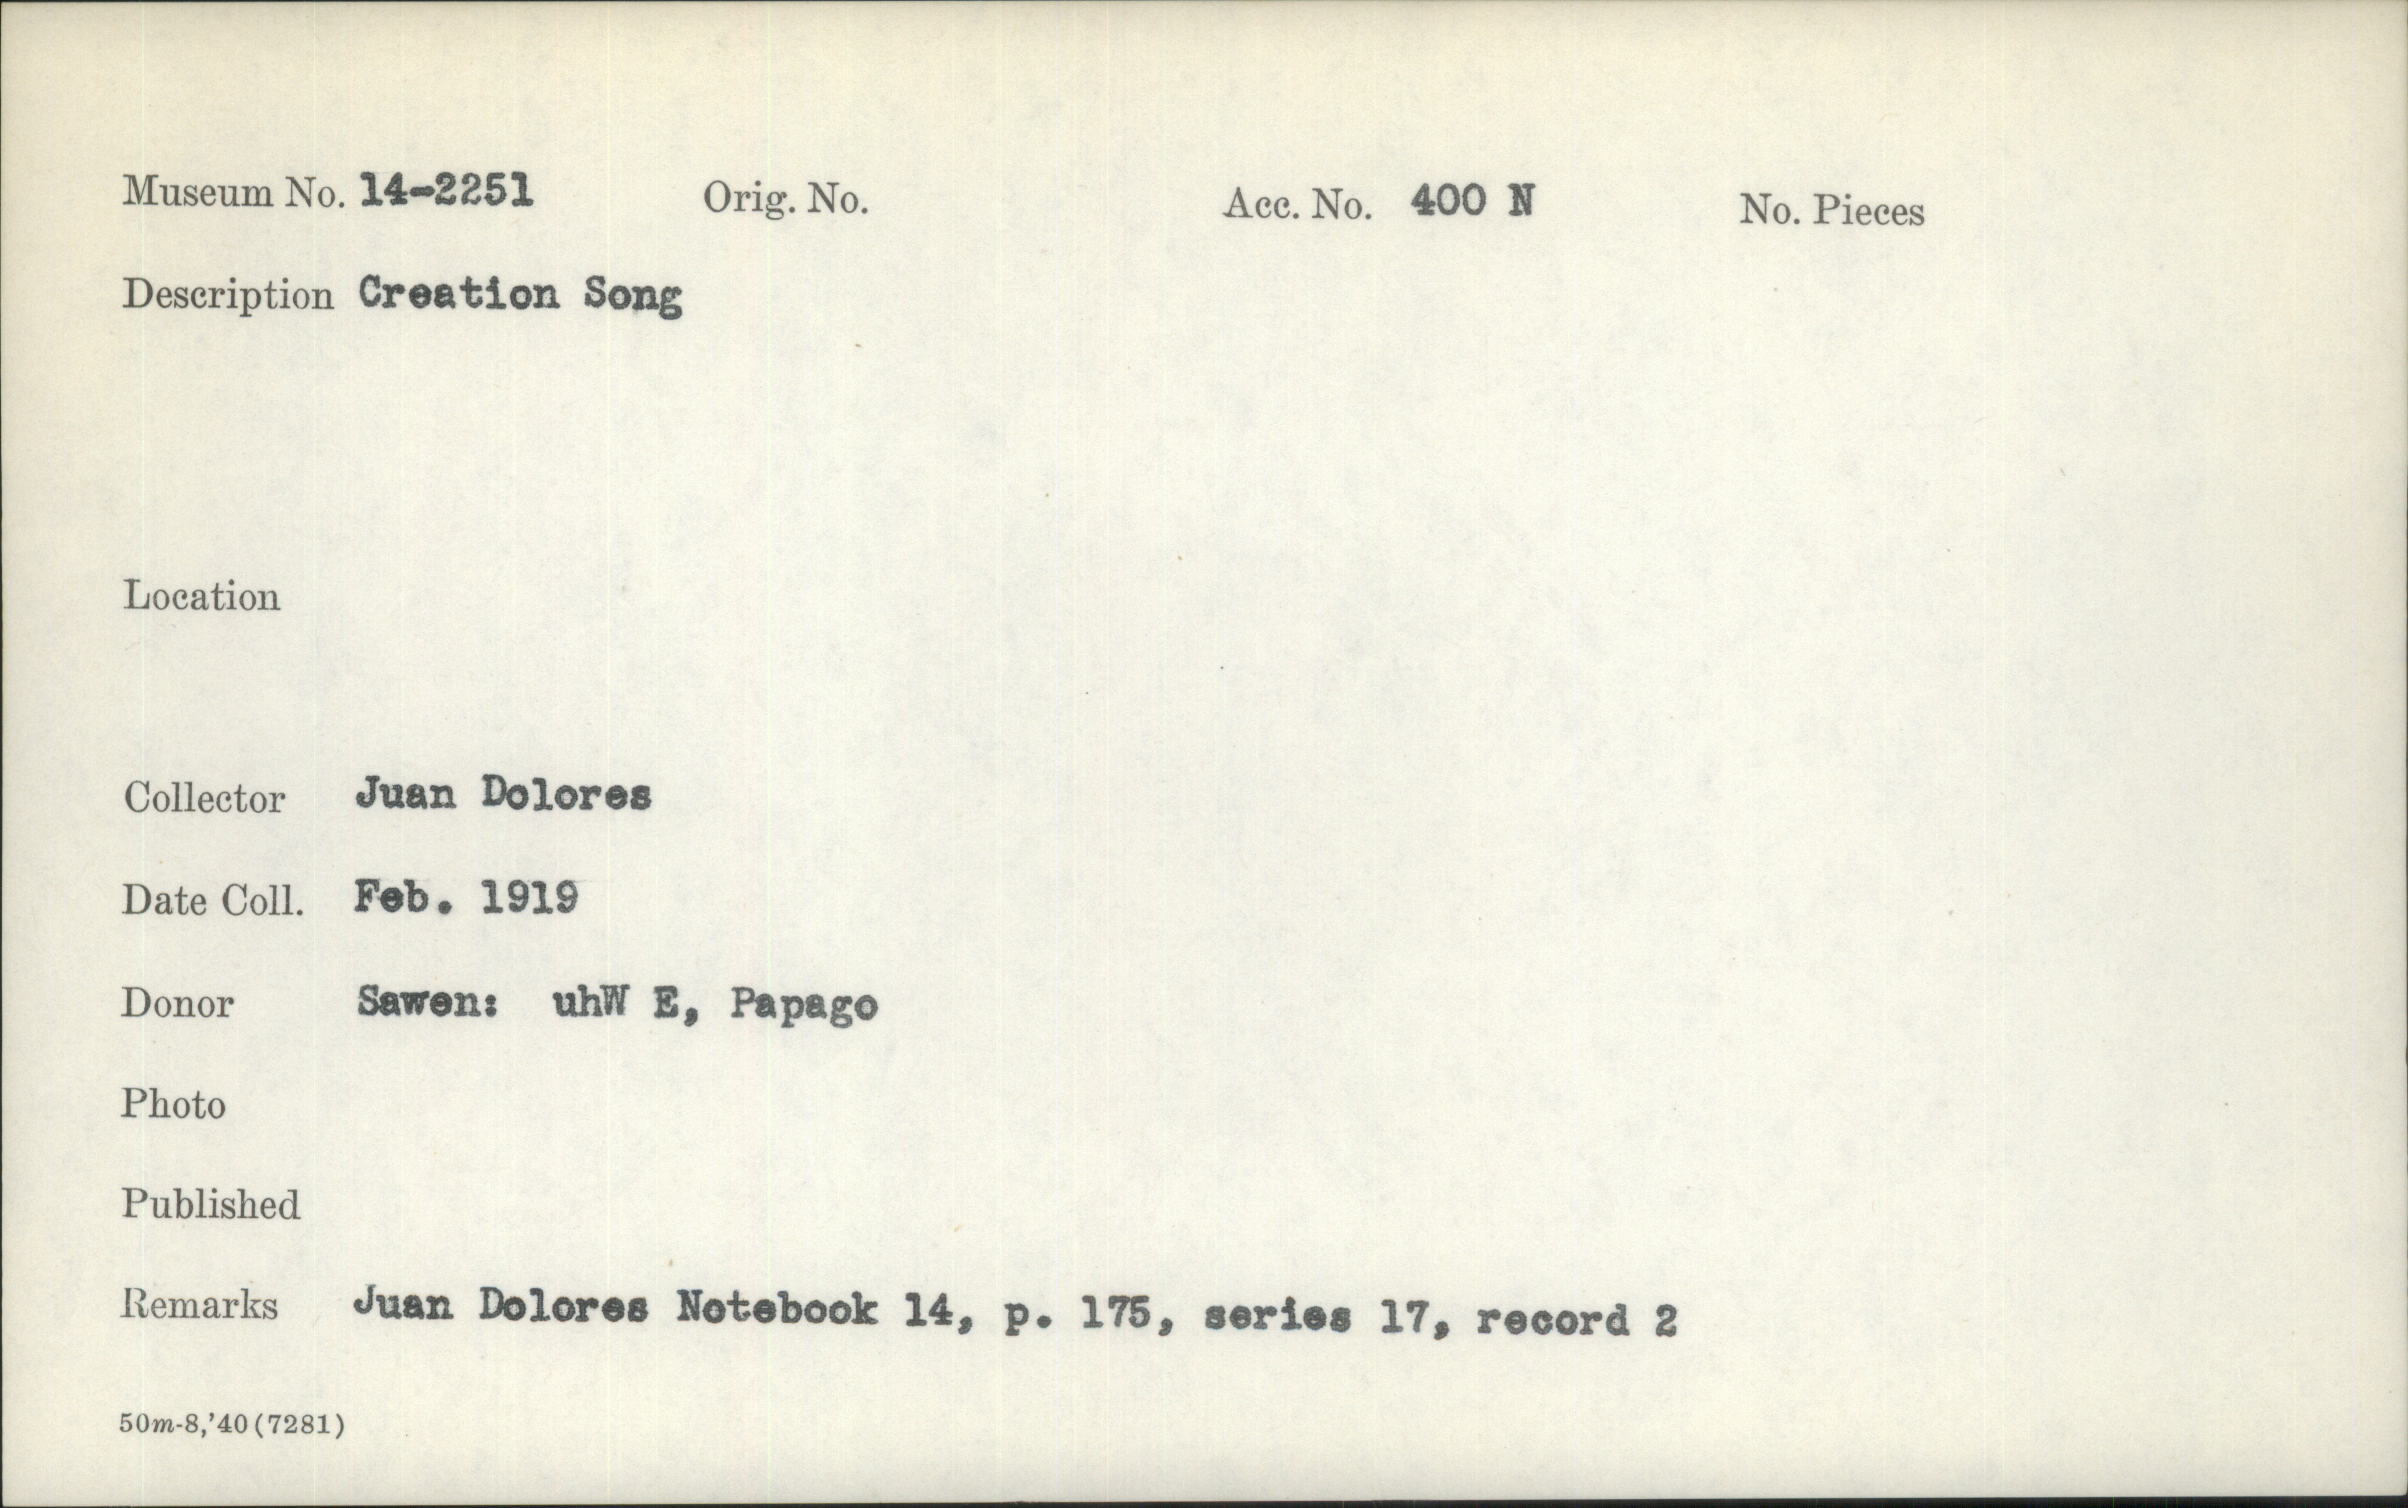 Museum No. 14-2251 Orig. No. Acc. No. 400 N No. Pieces
Description Creation Song
Location
Collector Juan Dolores
Date Coll. Feb. 1919
Donor Sawen: uhW E, Papago
Photo
Published
Remarks Juan Dolores Notebook 14, p. 175, series 17, record 2
50m-8,'40(7281)